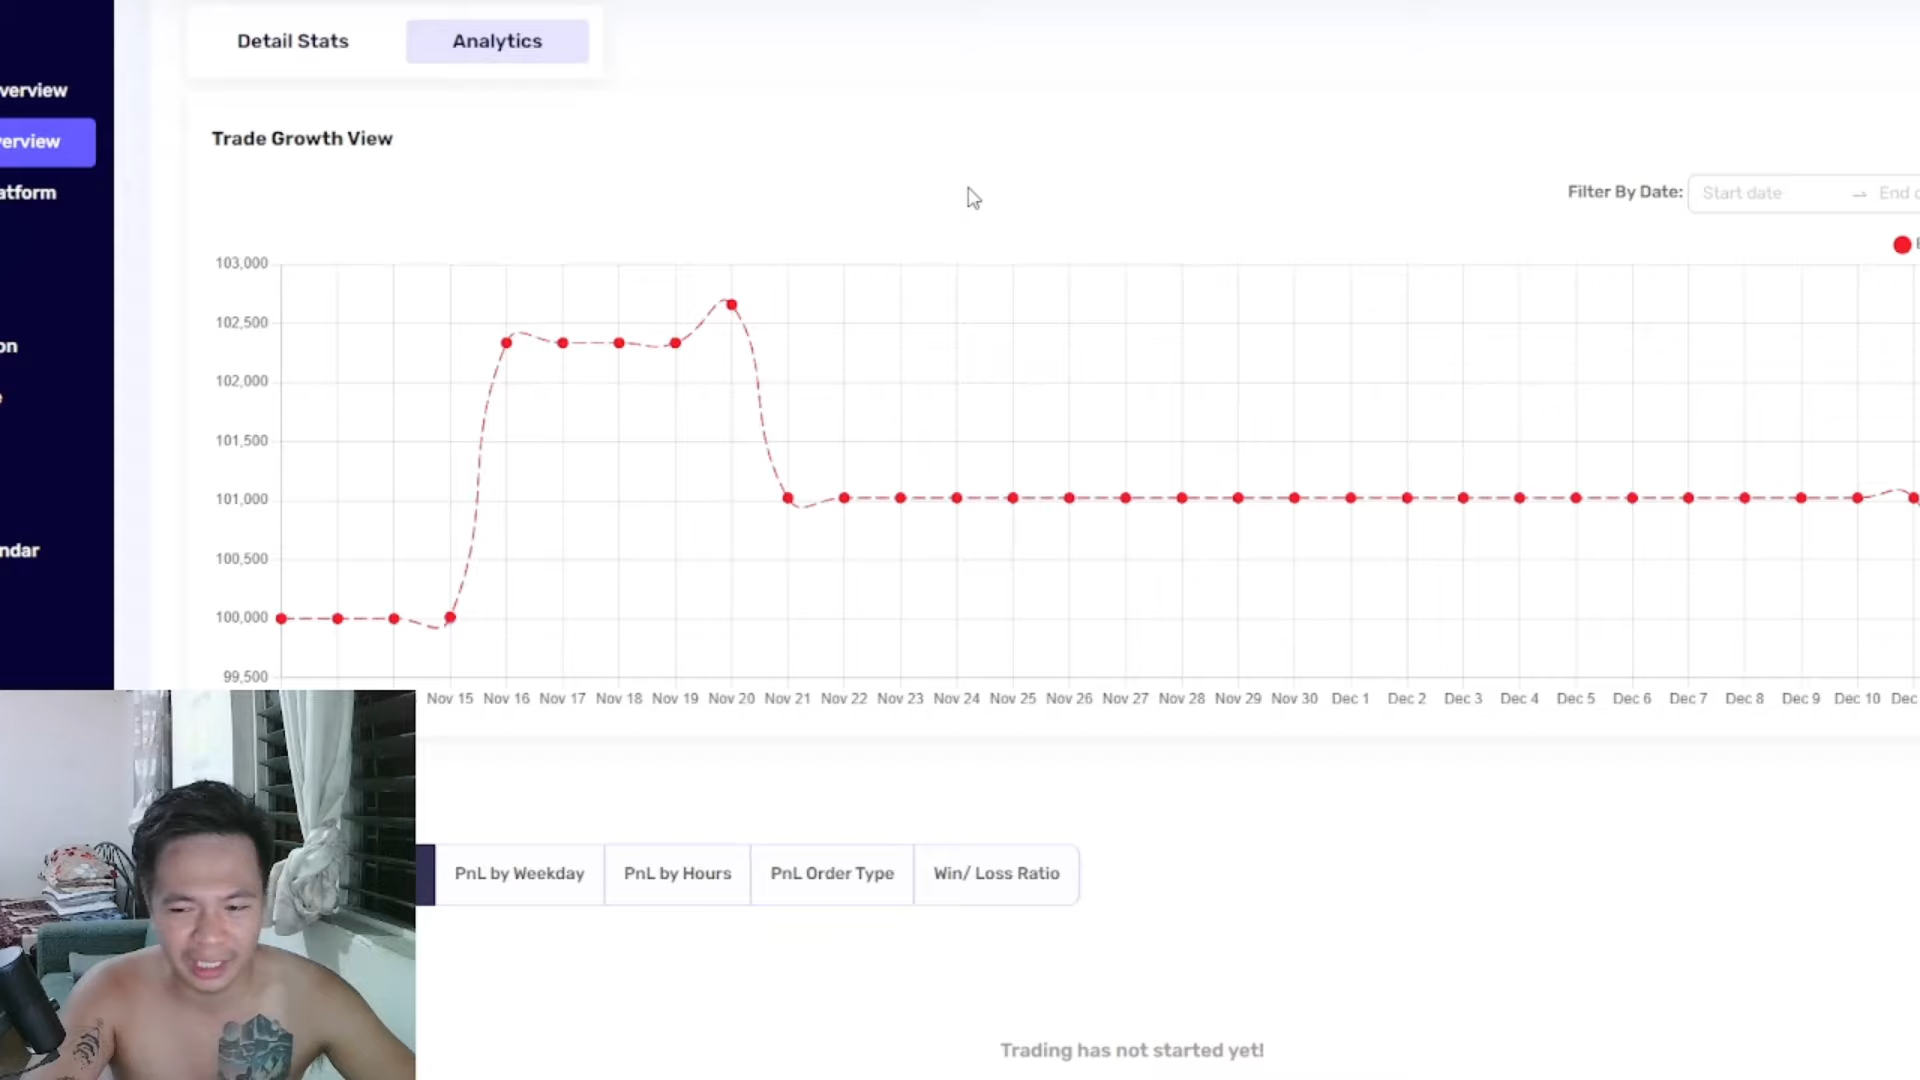 Detail Stats
Analytics
verview
verview
atform
on
e
ndar
Trade Growth View
Filter By Date:
Start date
→
End
103,000
102,500
102,000
101,500
101,000
100,500
100,000
99,500
Nov 15 Nov 16 Nov 17 Nov 18 Nov 19 Nov 20 Nov 21 Nov 22 Nov 23 Nov 24 Nov 25 Nov 26 Nov 27 Nov 28 Nov 29 Nov 30 Dec 1 Dec 2 Dec 3 Dec 4 Dec 5 Dec 6 Dec 7 Dec 8 Dec 9 Dec 10 Dec
PnL by Weekday
PnL by Hours
PnL Order Type
Win/ Loss Ratio
Trading has not started yet!